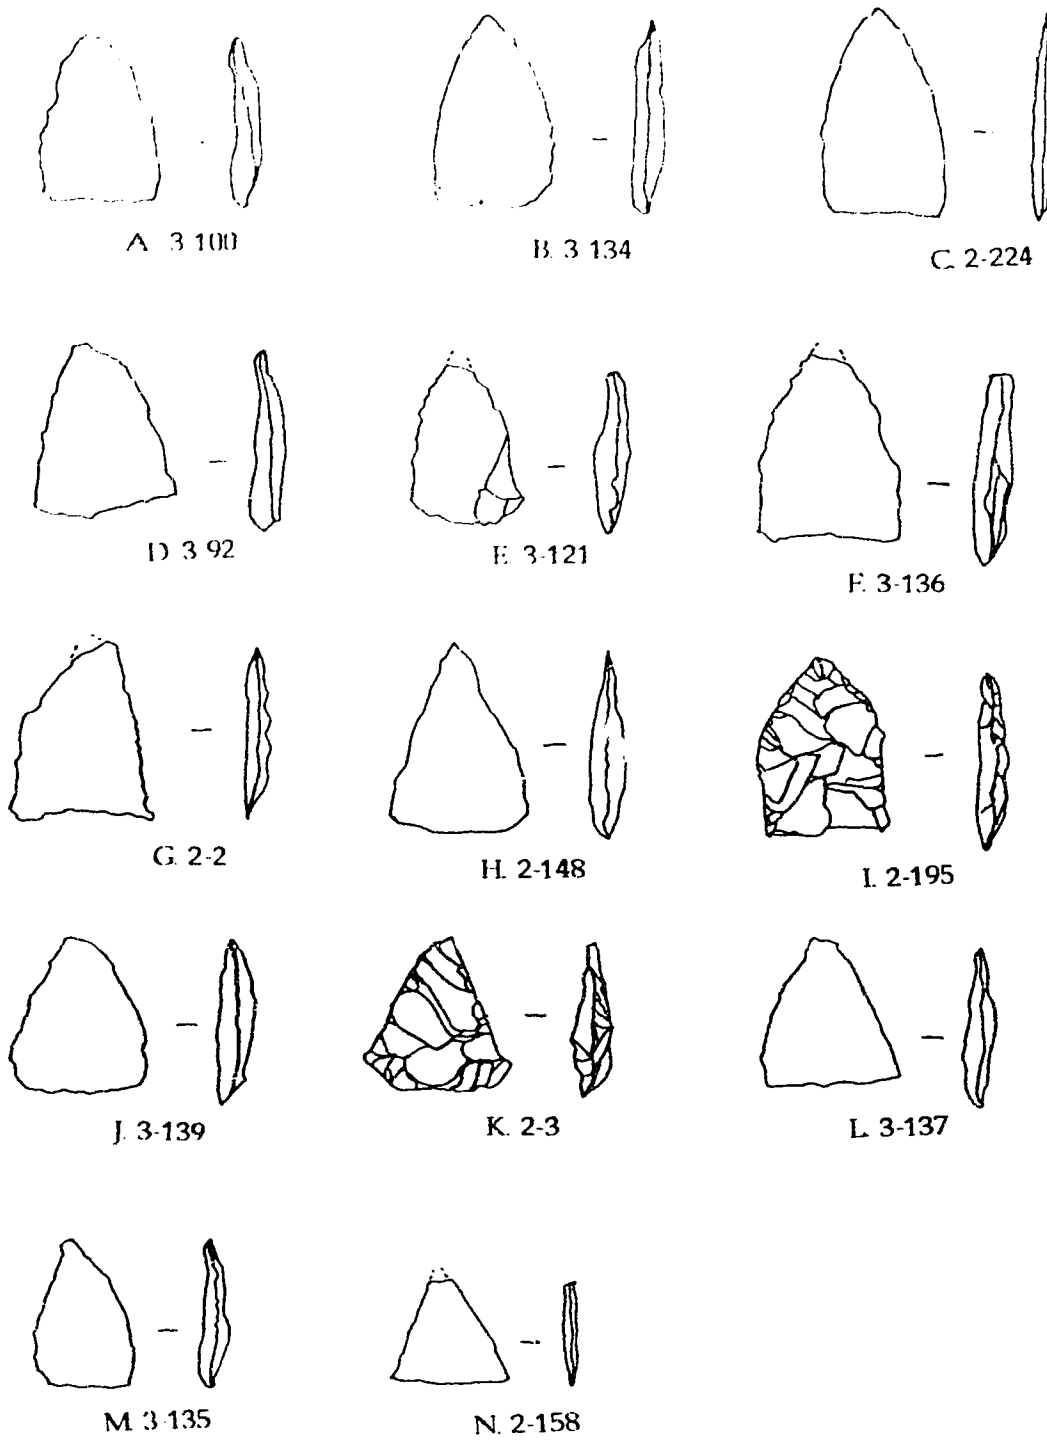 A. 3-100
B. 3-134
C. 2-224
D. 3-92
E. 3-121
F. 3-136
G. 2-2
H. 2-148
I. 2-195
J. 3-139
K. 2-3
L. 3-137
M. 3-135
N. 2-158